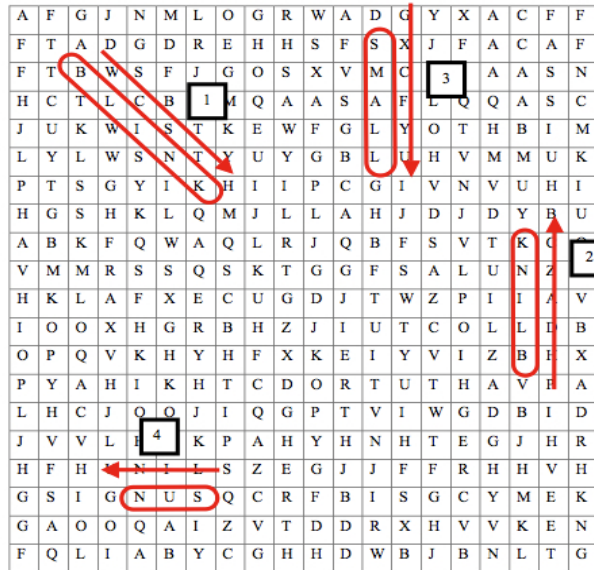 A F G J N M L O G R W A D G Y X A C F F
F T A D G D R E H H S F S X J F A C A F
F T B W S F J G O S X V M C 3 A A S N
H C T L C B 1 M Q A A S A F L Q Q A S C
J U K W I S T K E W F G L Y O T H B I M
L Y L W S N T Y U Y G B L U H V M M U K
P T S G Y I K H I I P C G I V N V U H I
H G S H K L Q M J L L A H J D J D Y B U
A B K F Q W A Q L R J Q B F S V T K
V M M R S S Q S K T G G F S A L U N Z 2
H K L A F X E C U G D J T W Z P I I A V
I O O X H G R B H Z J I U T C O L L D B
O P Q V K H Y H F X K E I Y V I Z B H X
P Y A H I K H T C D O R T U T H A V A
L H C J O O J I Q G P T V I W G D B I D
J V V L 4 K P A H Y H N H T E G J H R
H F H N I L S Z E G J J F F R H H V H
G S I G N U S Q C R F B I S G C Y M E K
G A O O Q A I Z V T D D R X H V V K E N
F Q L I A B Y C G H H D W B J B N L T G